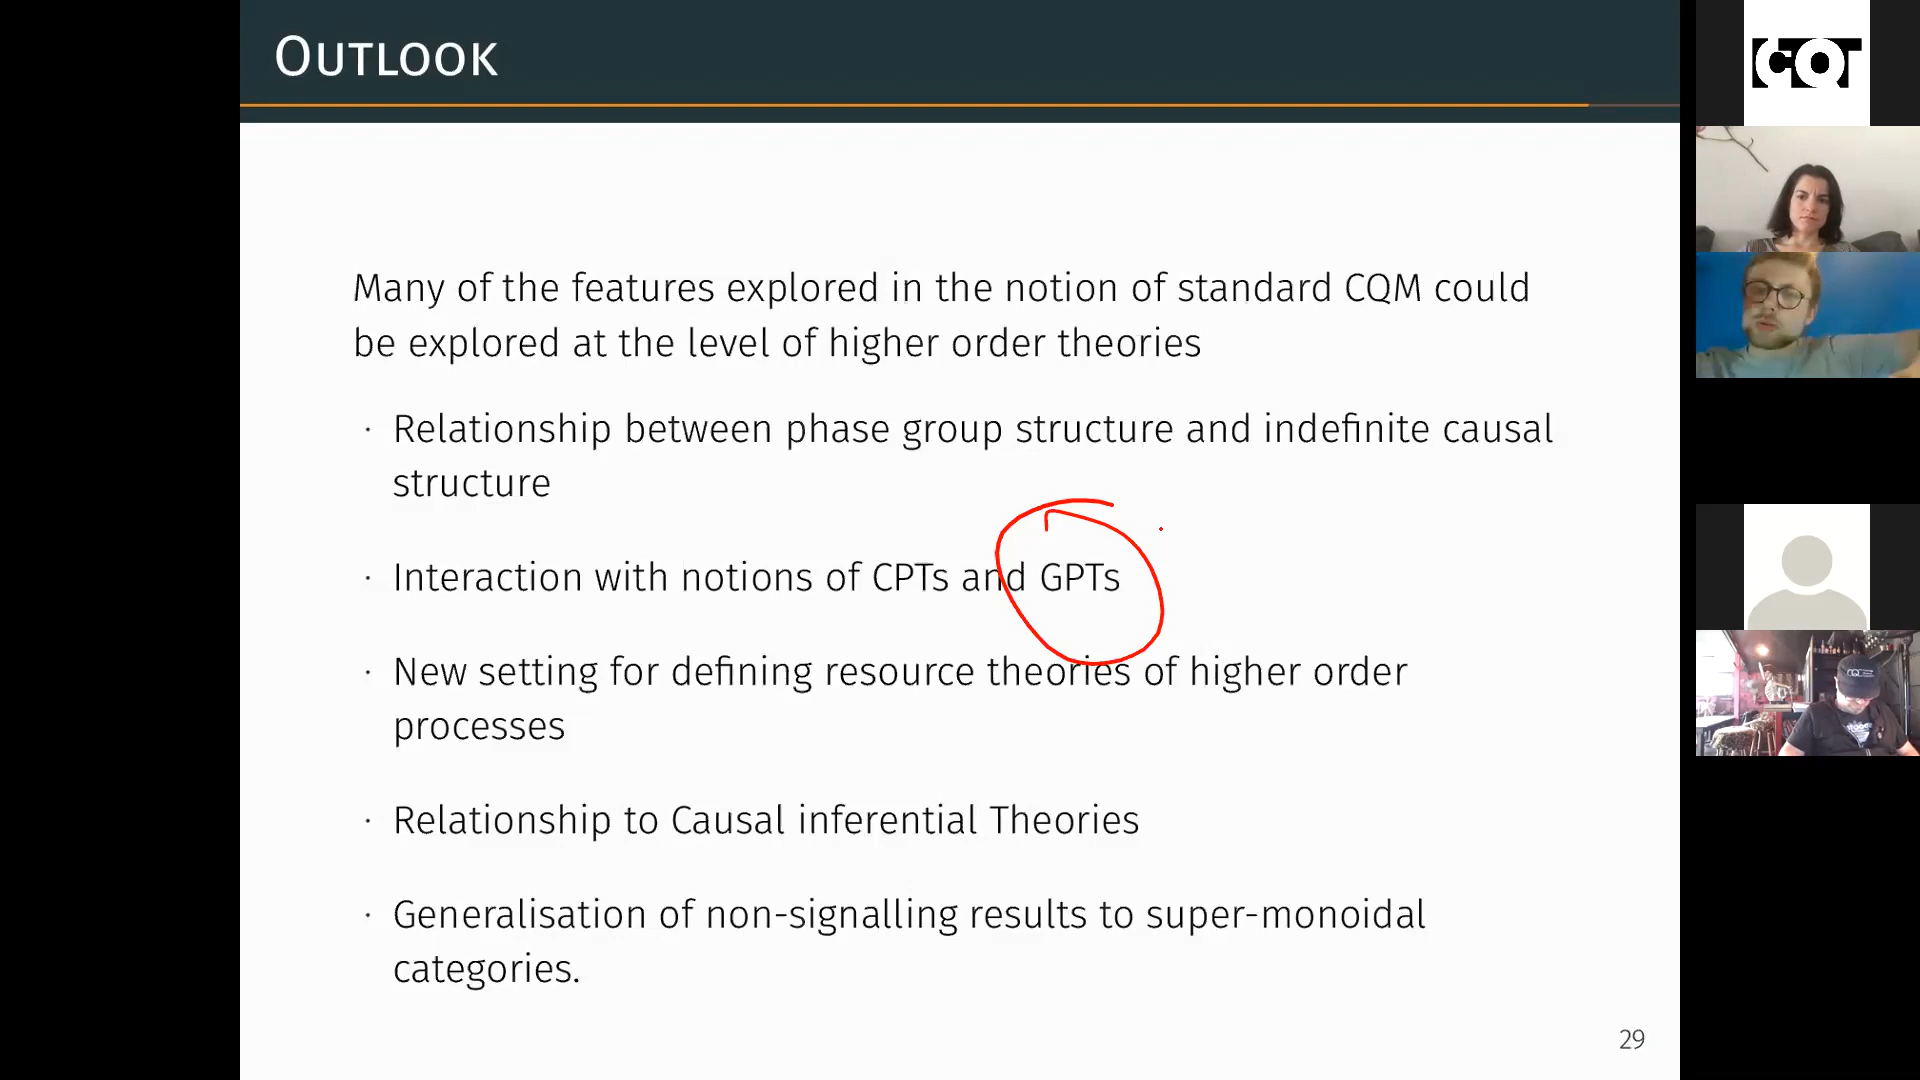 OUTLOOK
Many of the features explored in the notion of standard CQM could
be explored at the level of higher order theories
· Relationship between phase group structure and indefinite causal
structure
· Interaction with notions of CPTs and GPTs
· New setting for defining resource theories of higher order
processes
· Relationship to Causal inferential Theories
· Generalisation of non-signalling results to super-monoidal
categories.
29